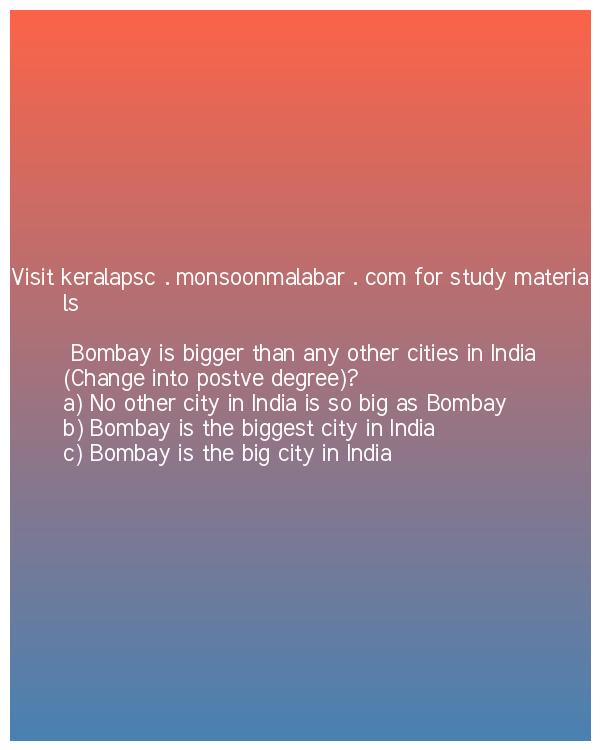 Visit keralapsc . monsoonmalabar . com for study materia
ls
Bombay is bigger than any other cities in India
(Change into postve degree)?
a) No other city in India is so big as Bombay
b) Bombay is the biggest city in India
c) Bombay is the big city in India